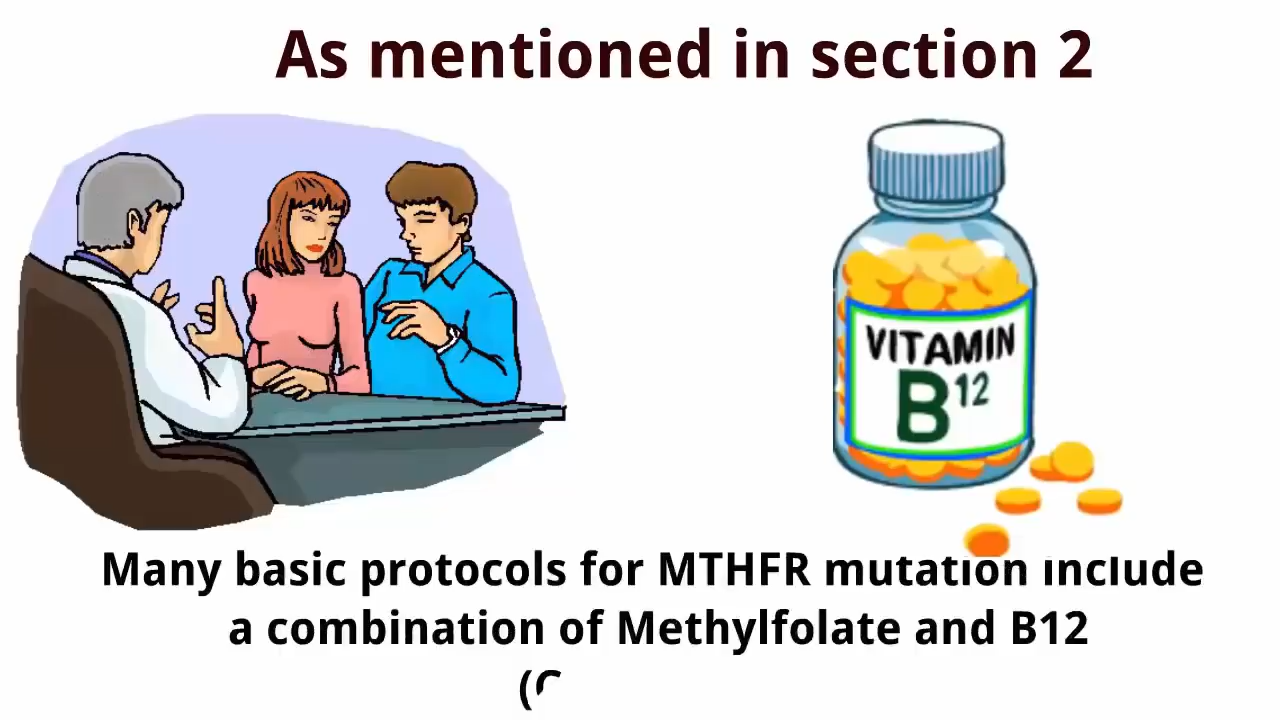 As mentioned in section 2
VITAMIN
B12
Many basic protocols for MTHFR mutation include
a combination of Methylfolate and B12
(